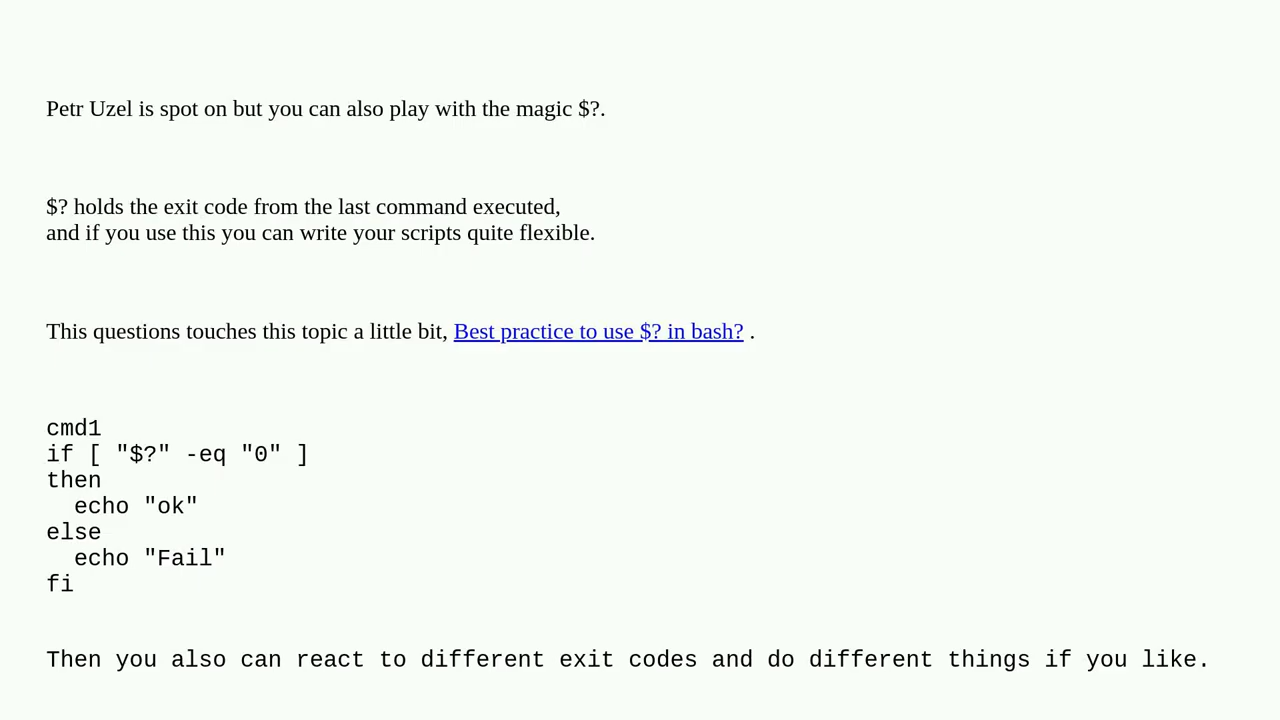 Petr Uzel is spot on but you can also play with the magic $?.
$? holds the exit code from the last command executed,
and if you use this you can write your scripts quite flexible.
This questions touches this topic a little bit, Best practice to use $? in bash? .
cmd1
if [ "$?" -eq "0" ]
then
  echo "ok"
else
  echo "Fail"
fi
Then you also can react to different exit codes and do different things if you like.